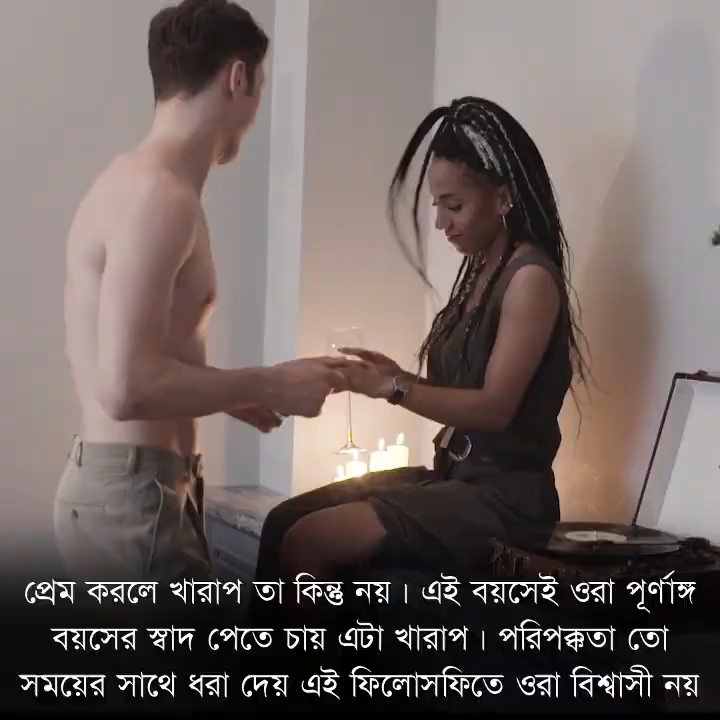 প্রেম করলে খারাপ তা কিন্তু নয়। এই বয়সেই ওরা পূর্ণাঙ্গ
বয়সের স্বাদ পেতে চায় এটা খারাপ। পরিপক্কতা তো
সময়ের সাথে ধরা দেয় এই ফিলোসফিতে ওরা বিশ্বাসী নয়